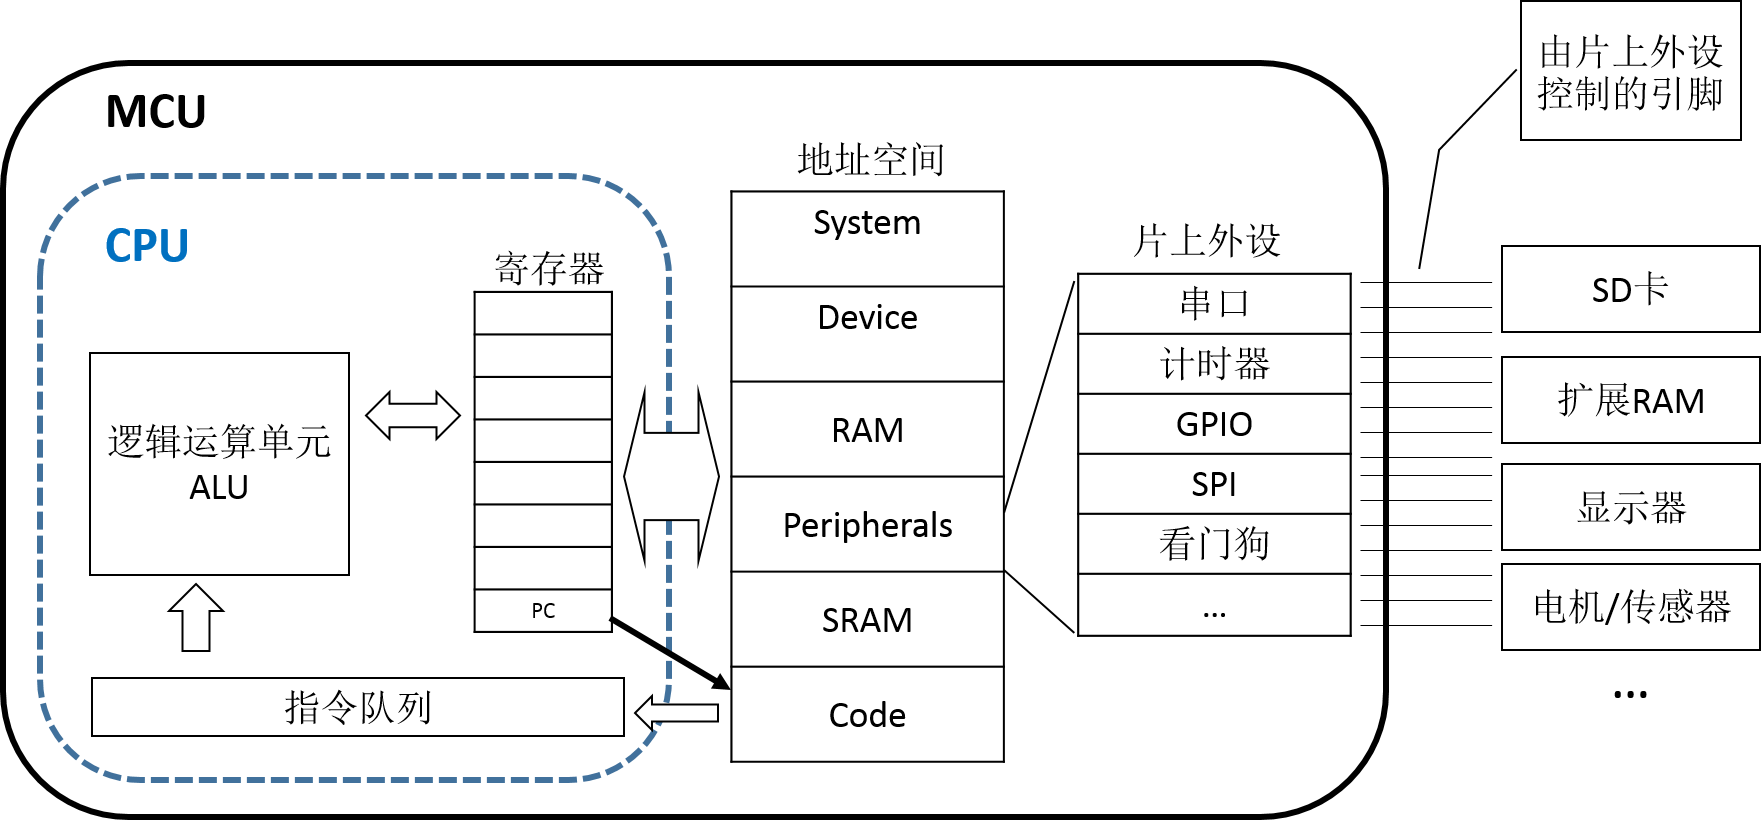 由片上外设
控制的引脚
MCU
地址空间
System
CPU
片上外设
SD卡
寄存器
串口
Device
计时器
扩展RAM
逻辑运算单元
ALU
RAM
GPIO
SPI
显示器
Peripherals
看门狗
PC
SRAM
...
电机/传感器
指令队列
Code
...